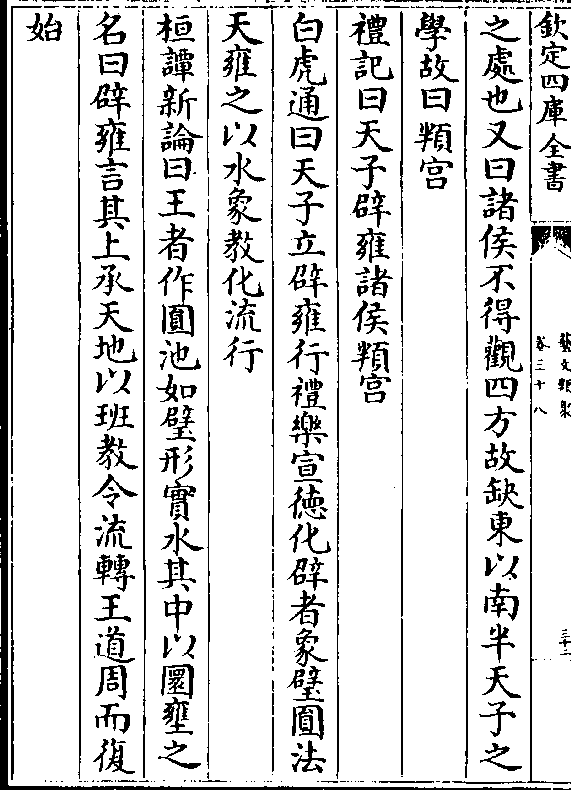 欽定四庫全書
藝文類聚
卷三十八
三十二
之處也又曰諸侯不得觀四方故缺東以南半天子之
學故曰頖宫
禮記曰天子辟雍諸侯頖宫
白虎通曰天子立辟雍行禮樂宣徳化辟者象璧圎法
天雍之以水象教化流行
桓譚新論曰王者作圎池如璧形實水其中以圜壅之
名曰辟雍言其上承天地以班教令流轉王道周而復
始